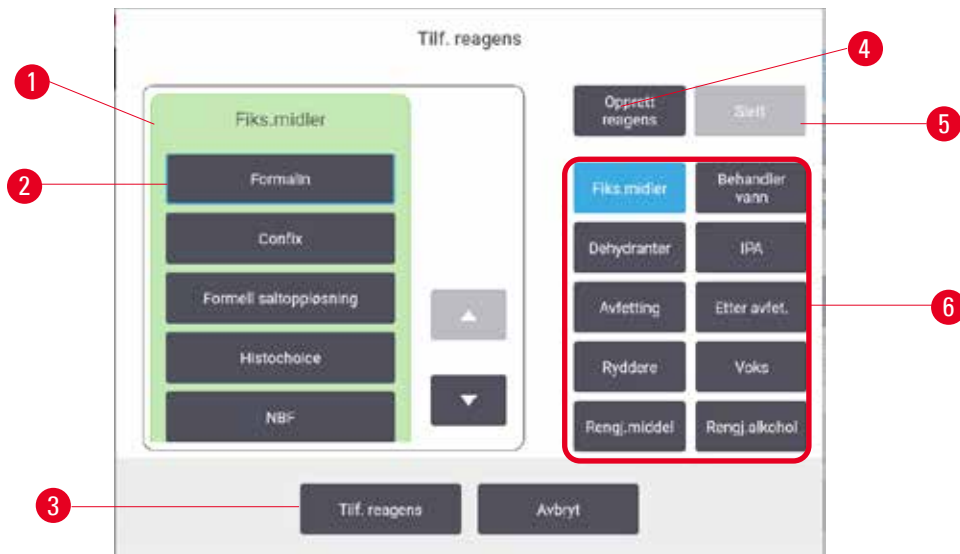 Tilf. reagens
4
1
Opprett
reagens
Slett
5
Fiks.midler
2
Formalin
Confix
Formell saltoppløsning
Histochoice
NBF
Fiks.midler
Behandler
vann
Dehydranter
IPA
Avfetting
Etter avfet.
6
Ryddere
Voks
Rengj.middel
Rengj.alkohol
3
Tilf. reagens
Avbryt